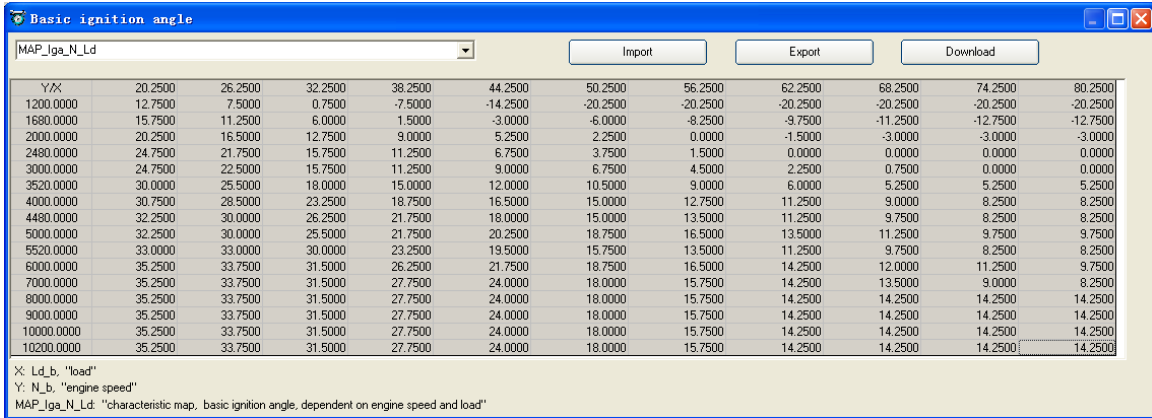 Basic ignition angle
MAP_Iga_N_Ld Import Export Download
Y/X 20.2500 26.2500 32.2500 38.2500 44.2500 50.2500 56.2500 62.2500 68.2500 74.2500 80.2500
1200.0000 12.7500 7.5000 0.7500 -7.5000 -14.2500 -20.2500 -20.2500 -20.2500 -20.2500 -20.2500 -20.2500
1680.0000 15.7500 11.2500 6.0000 1.5000 -3.0000 -6.0000 -8.2500 -9.7500 -11.2500 -12.7500 -12.7500
2000.0000 20.2500 16.5000 12.7500 9.0000 5.2500 2.2500 0.0000 -1.5000 -3.0000 -3.0000 -3.0000
2480.0000 24.7500 21.7500 15.7500 11.2500 6.7500 3.7500 1.5000 0.0000 0.0000 0.0000 0.0000
3000.0000 24.7500 22.5000 15.7500 11.2500 9.0000 6.7500 4.5000 2.2500 0.7500 0.0000 0.0000
3520.0000 30.0000 25.5000 18.0000 15.0000 12.0000 10.5000 9.0000 6.0000 5.2500 5.2500 5.2500
4000.0000 30.7500 28.5000 23.2500 18.7500 16.5000 15.0000 12.7500 11.2500 9.0000 8.2500 8.2500
4480.0000 32.2500 30.0000 26.2500 21.7500 18.0000 15.0000 13.5000 11.2500 9.7500 8.2500 8.2500
5000.0000 32.2500 30.0000 25.5000 21.7500 20.2500 18.7500 16.5000 13.5000 11.2500 9.7500 9.7500
5520.0000 33.0000 33.0000 30.0000 23.2500 19.5000 15.7500 13.5000 11.2500 9.7500 8.2500 8.2500
6000.0000 35.2500 33.7500 31.5000 26.2500 21.7500 18.7500 16.5000 14.2500 12.0000 11.2500 9.7500
7000.0000 35.2500 33.7500 31.5000 27.7500 24.0000 18.0000 15.7500 14.2500 13.5000 9.0000 8.2500
8000.0000 35.2500 33.7500 31.5000 27.7500 24.0000 18.0000 15.7500 14.2500 14.2500 14.2500 14.2500
9000.0000 35.2500 33.7500 31.5000 27.7500 24.0000 18.0000 15.7500 14.2500 14.2500 14.2500 14.2500
10000.0000 35.2500 33.7500 31.5000 27.7500 24.0000 18.0000 15.7500 14.2500 14.2500 14.2500 14.2500
10200.0000 35.2500 33.7500 31.5000 27.7500 24.0000 18.0000 15.7500 14.2500 14.2500 14.2500 14.2500
X: Ld_b, "load"
Y: N_b, "engine speed"
MAP_Iga_N_Ld: "characteristic map, basic ignition angle, dependent on engine speed and load"